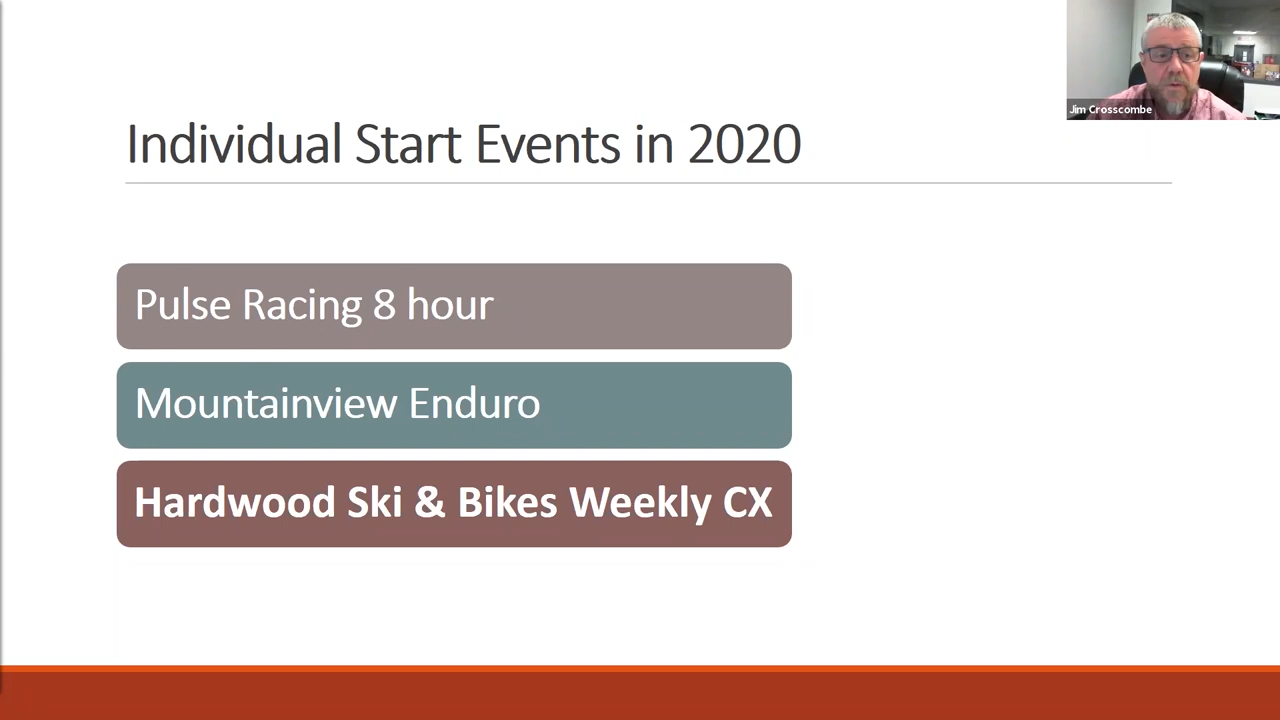 Jim Crosscombe
Individual Start Events in 2020
Pulse Racing 8 hour
Mountainview Enduro
Hardwood Ski & Bikes Weekly CX